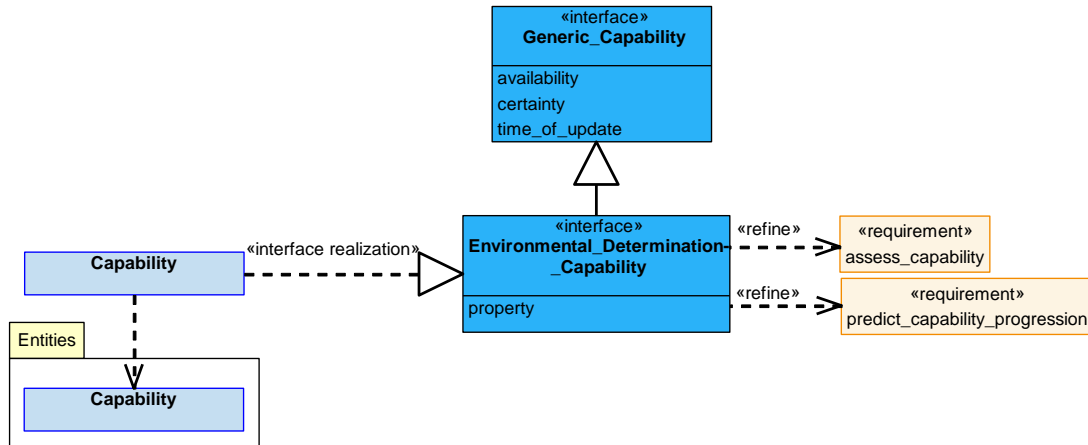 «interface»
Generic_Capability
availability
certainty
time_of_update
«interface»
Environmental_Determination-
_Capability
property
«interface realization»
Capability
«refine»
«requirement»
assess_capability
«refine»
«requirement»
predict_capability_progression
Entities
Capability